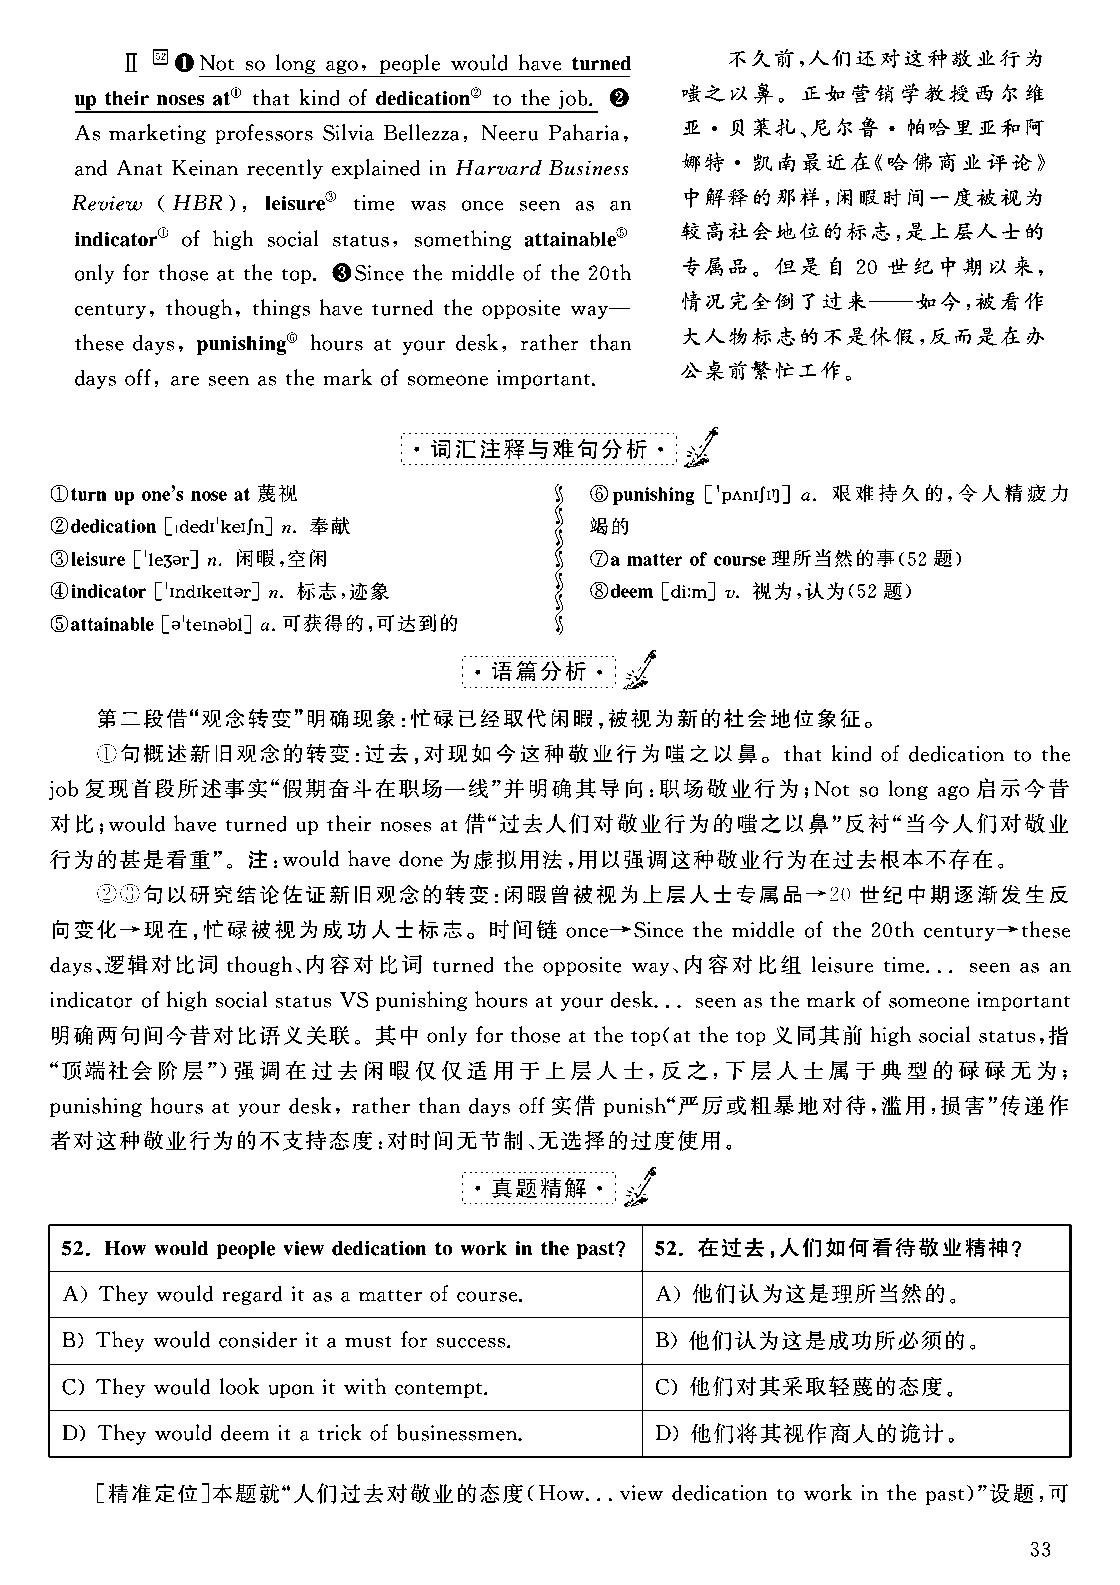 Ⅱ 52 ❶Not so long ago, people would have turned
up their noses at① that kind of dedication② to the job. ❷
As marketing professors Silvia Bellezza, Neeru Paharia,
and Anat Keinan recently explained in Harvard Business
Review (HBR), leisure③ time was once seen as an
indicator④ of high social status, something attainable⑤
only for those at the top. ❸Since the middle of the 20th
century, though, things have turned the opposite way—
these days, punishing⑥ hours at your desk, rather than
days off, are seen as the mark of someone important.
不久前,人们还对这种敬业行为
嗤之以鼻。正如营销学教授西尔维
亚·贝莱扎、尼尔鲁·帕哈里亚和阿
娜特·凯南最近在《哈佛商业评论》
中解释的那样,闲暇时间一度被视为
较高社会地位的标志,是上层人士的
专属品。但是自 20 世纪中期以来,
情况完全倒了过来——如今,被看作
大人物标志的不是休假,反而是在办
公桌前繁忙工作。
·词汇注释与难句分析·
①turn up one's nose at 蔑视
②dedication [ˌdedɪˈkeɪʃn] n. 奉献
③leisure [ˈleʒər] n. 闲暇,空闲
④indicator [ˈɪndɪkeɪtər] n. 标志,迹象
⑤attainable [əˈteɪnəbl] a. 可获得的,可达到的
⑥punishing [ˈpʌnɪʃɪŋ] a. 艰难持久的,令人精疲力
竭的
⑦a matter of course 理所当然的事(52 题)
⑧deem [diːm] v. 视为,认为(52 题)
·语篇分析·
第二段借“观念转变”明确现象:忙碌已经取代闲暇,被视为新的社会地位象征。
①句概述新旧观念的转变:过去,对现如今这种敬业行为嗤之以鼻。that kind of dedication to the
job 复现首段所述事实“假期奋斗在职场一线”并明确其导向:职场敬业行为;Not so long ago 启示今昔
对比;would have turned up their noses at 借“过去人们对敬业行为的嗤之以鼻”反衬“当今人们对敬业
行为的甚是看重”。注:would have done 为虚拟用法,用以强调这种敬业行为在过去根本不存在。
②③句以研究结论佐证新旧观念的转变:闲暇曾被视为上层人士专属品→20 世纪中期逐渐发生反
向变化→现在,忙碌被视为成功人士标志。时间链 once→Since the middle of the 20th century→these
days、逻辑对比词 though、内容对比词 turned the opposite way、内容对比组 leisure time... seen as an
indicator of high social status VS punishing hours at your desk... seen as the mark of someone important
明确两句间今昔对比语义关联。其中 only for those at the top(at the top 义同其前 high social status,指
“顶端社会阶层”)强调在过去闲暇仅仅适用于上层人士,反之,下层人士属于典型的碌碌无为;
punishing hours at your desk, rather than days off 实借 punish“严厉或粗暴地对待,滥用,损害”传递作
者对这种敬业行为的不支持态度:对时间无节制、无选择的过度使用。
·真题精解·
52. How would people view dedication to work in the past? 52. 在过去,人们如何看待敬业精神?
A) They would regard it as a matter of course. A) 他们认为这是理所当然的。
B) They would consider it a must for success. B) 他们认为这是成功所必须的。
C) They would look upon it with contempt. C) 他们对其采取轻蔑的态度。
D) They would deem it a trick of businessmen. D) 他们将其视作商人的诡计。
[精准定位]本题就“人们过去对敬业的态度(How... view dedication to work in the past)”设题,可
33